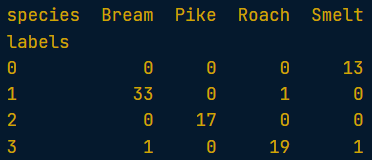 species  Bream  Pike  Roach  Smelt
labels
0            0     0      0     13
1           33     0      1      0
2            0    17      0      0
3            1     0     19      1